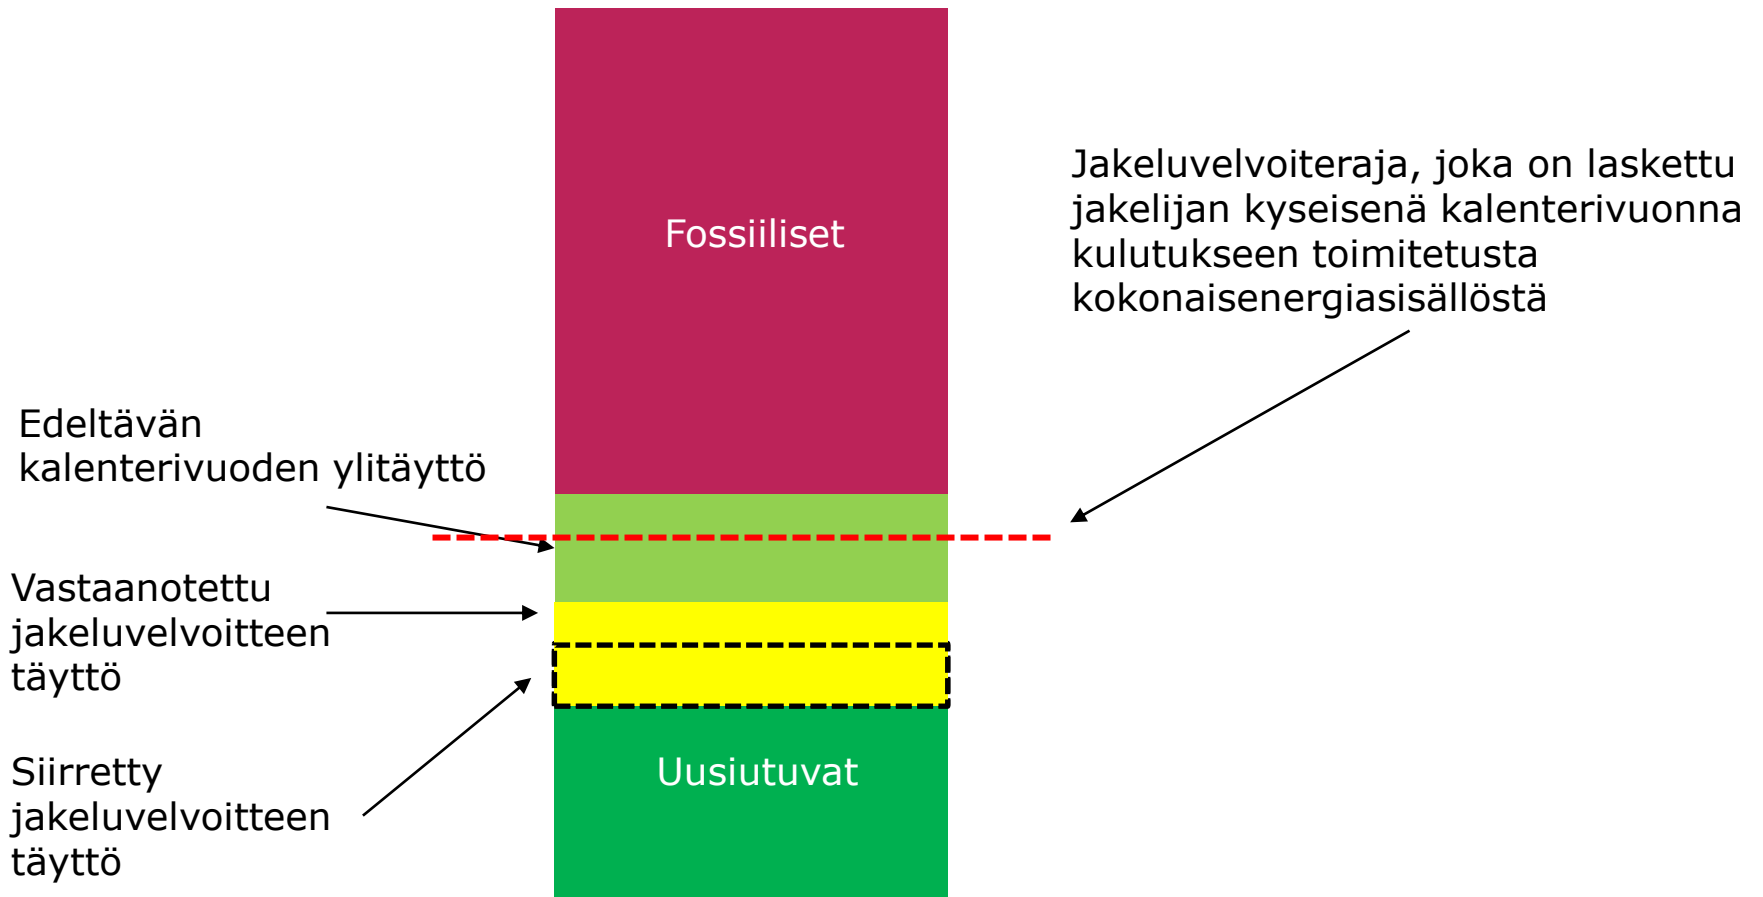 Fossiiliset
Jakeluvelvoiteraja, joka on laskettu
jakelijan kyseisenä kalenterivuonna
kulutukseen toimitetusta
kokonaisenergiasisällöstä
Edeltävän
kalenterivuoden ylitäyttö
Vastaanotettu
jakeluvelvoitteen
täyttö
Siirretty
jakeluvelvoitteen
täyttö
Uusiutuvat